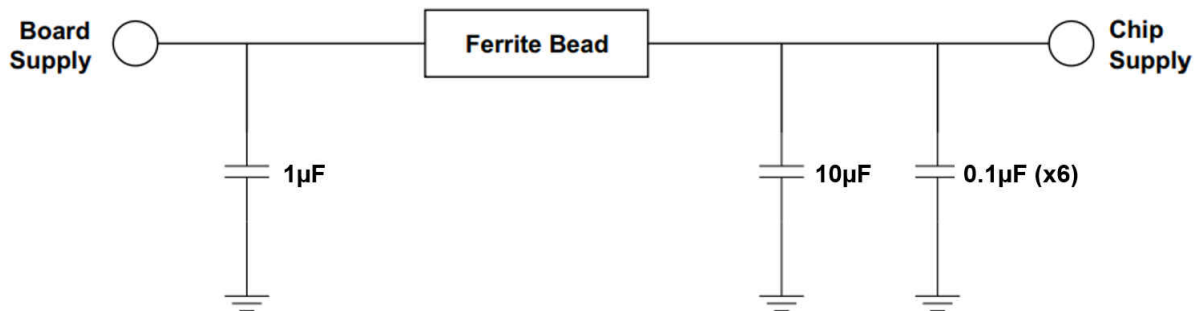 Board
Supply
Ferrite Bead
Chip
Supply
1µF
10µF
0.1µF (x6)